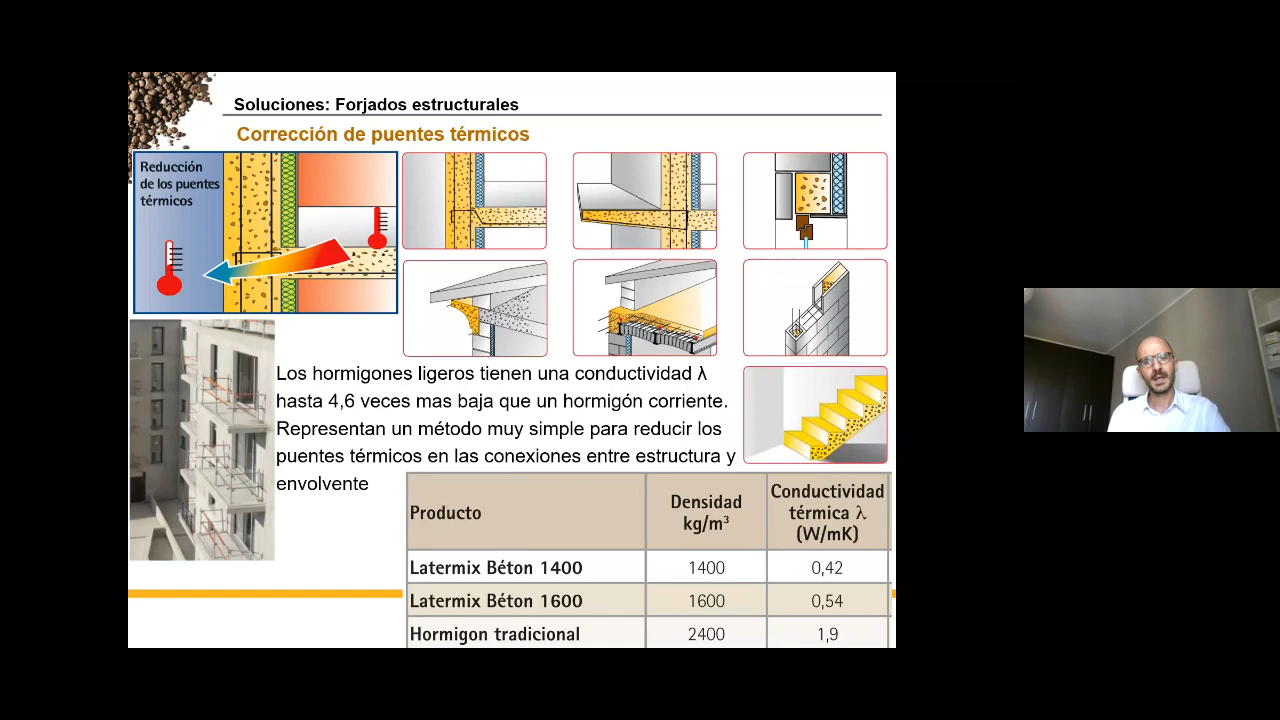 Soluciones: Forjados estructurales
Corrección de puentes térmicos
Reducción
de los puentes
térmicos
Los hormigones ligeros tienen una conductividad λ
hasta 4,6 veces mas baja que un hormigón corriente.
Representan un método muy simple para reducir los
puentes térmicos en las conexiones entre estructura y
envolvente
Producto Densidad kg/m³ Conductividad térmica λ (W/mK)
Latermix Béton 1400 1400 0,42
Latermix Béton 1600 1600 0,54
Hormigon tradicional 2400 1,9